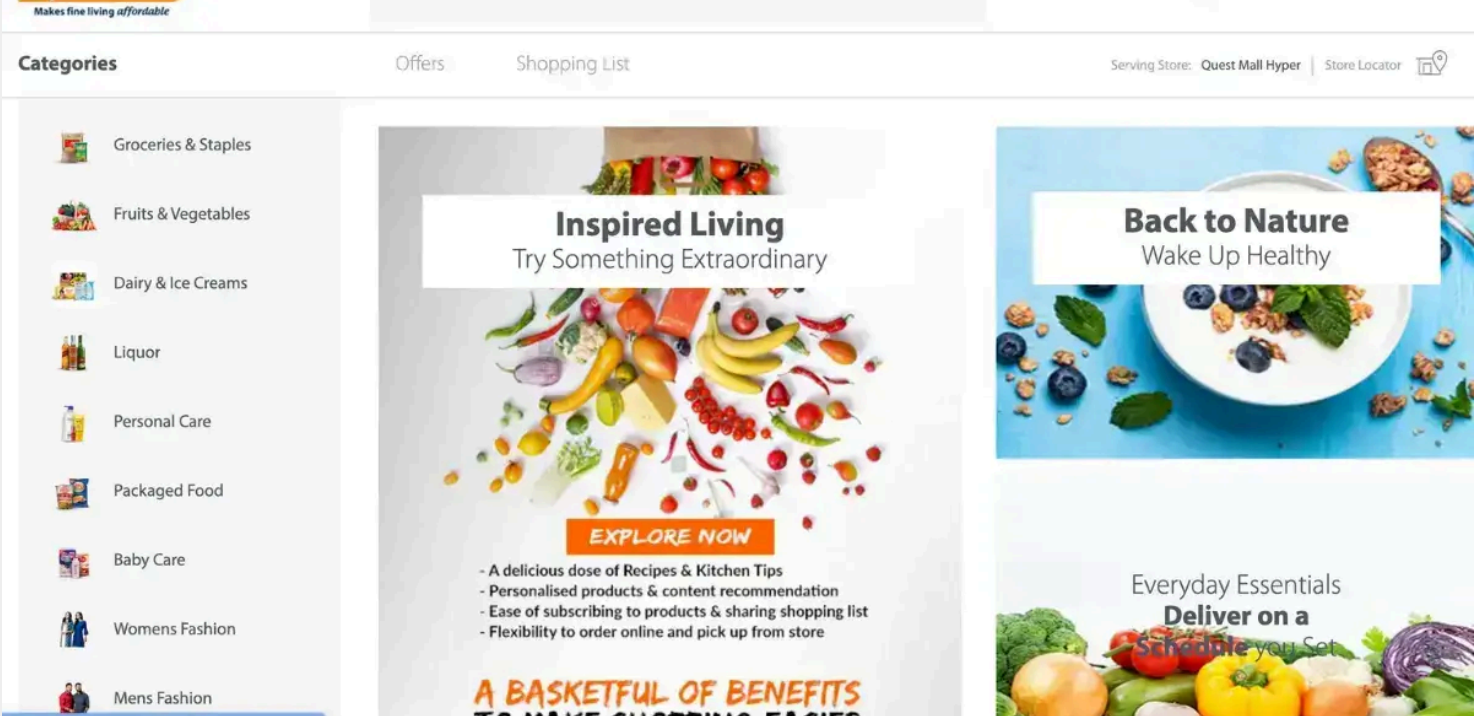 Makes fine living affordable
Categories
Offers
Shopping List
Serving Store: Quest Mall Hyper | Store Locator
Groceries & Staples
Fruits & Vegetables
Dairy & Ice Creams
Liquor
Personal Care
Packaged Food
Baby Care
Womens Fashion
Mens Fashion
Inspired Living
Try Something Extraordinary
EXPLORE NOW
- A delicious dose of Recipes & Kitchen Tips
- Personalised products & content recommendation
- Ease of subscribing to products & sharing shopping list
- Flexibility to order online and pick up from store
A BASKETFUL OF BENEFITS
TO MAKE SHOPPING EASIER
Back to Nature
Wake Up Healthy
Everyday Essentials
Deliver on a
Schedule you Set